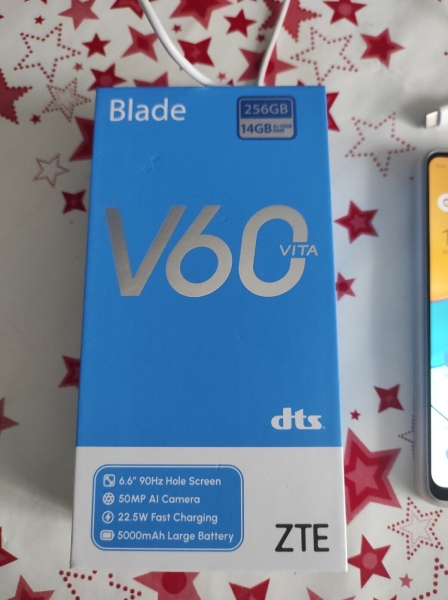 Blade
256GB
14GB
V60
VITA
dts
6.6" 90Hz Hole Screen
50MP AI Camera
22.5W Fast Charging
5000mAh Large Battery
ZTE